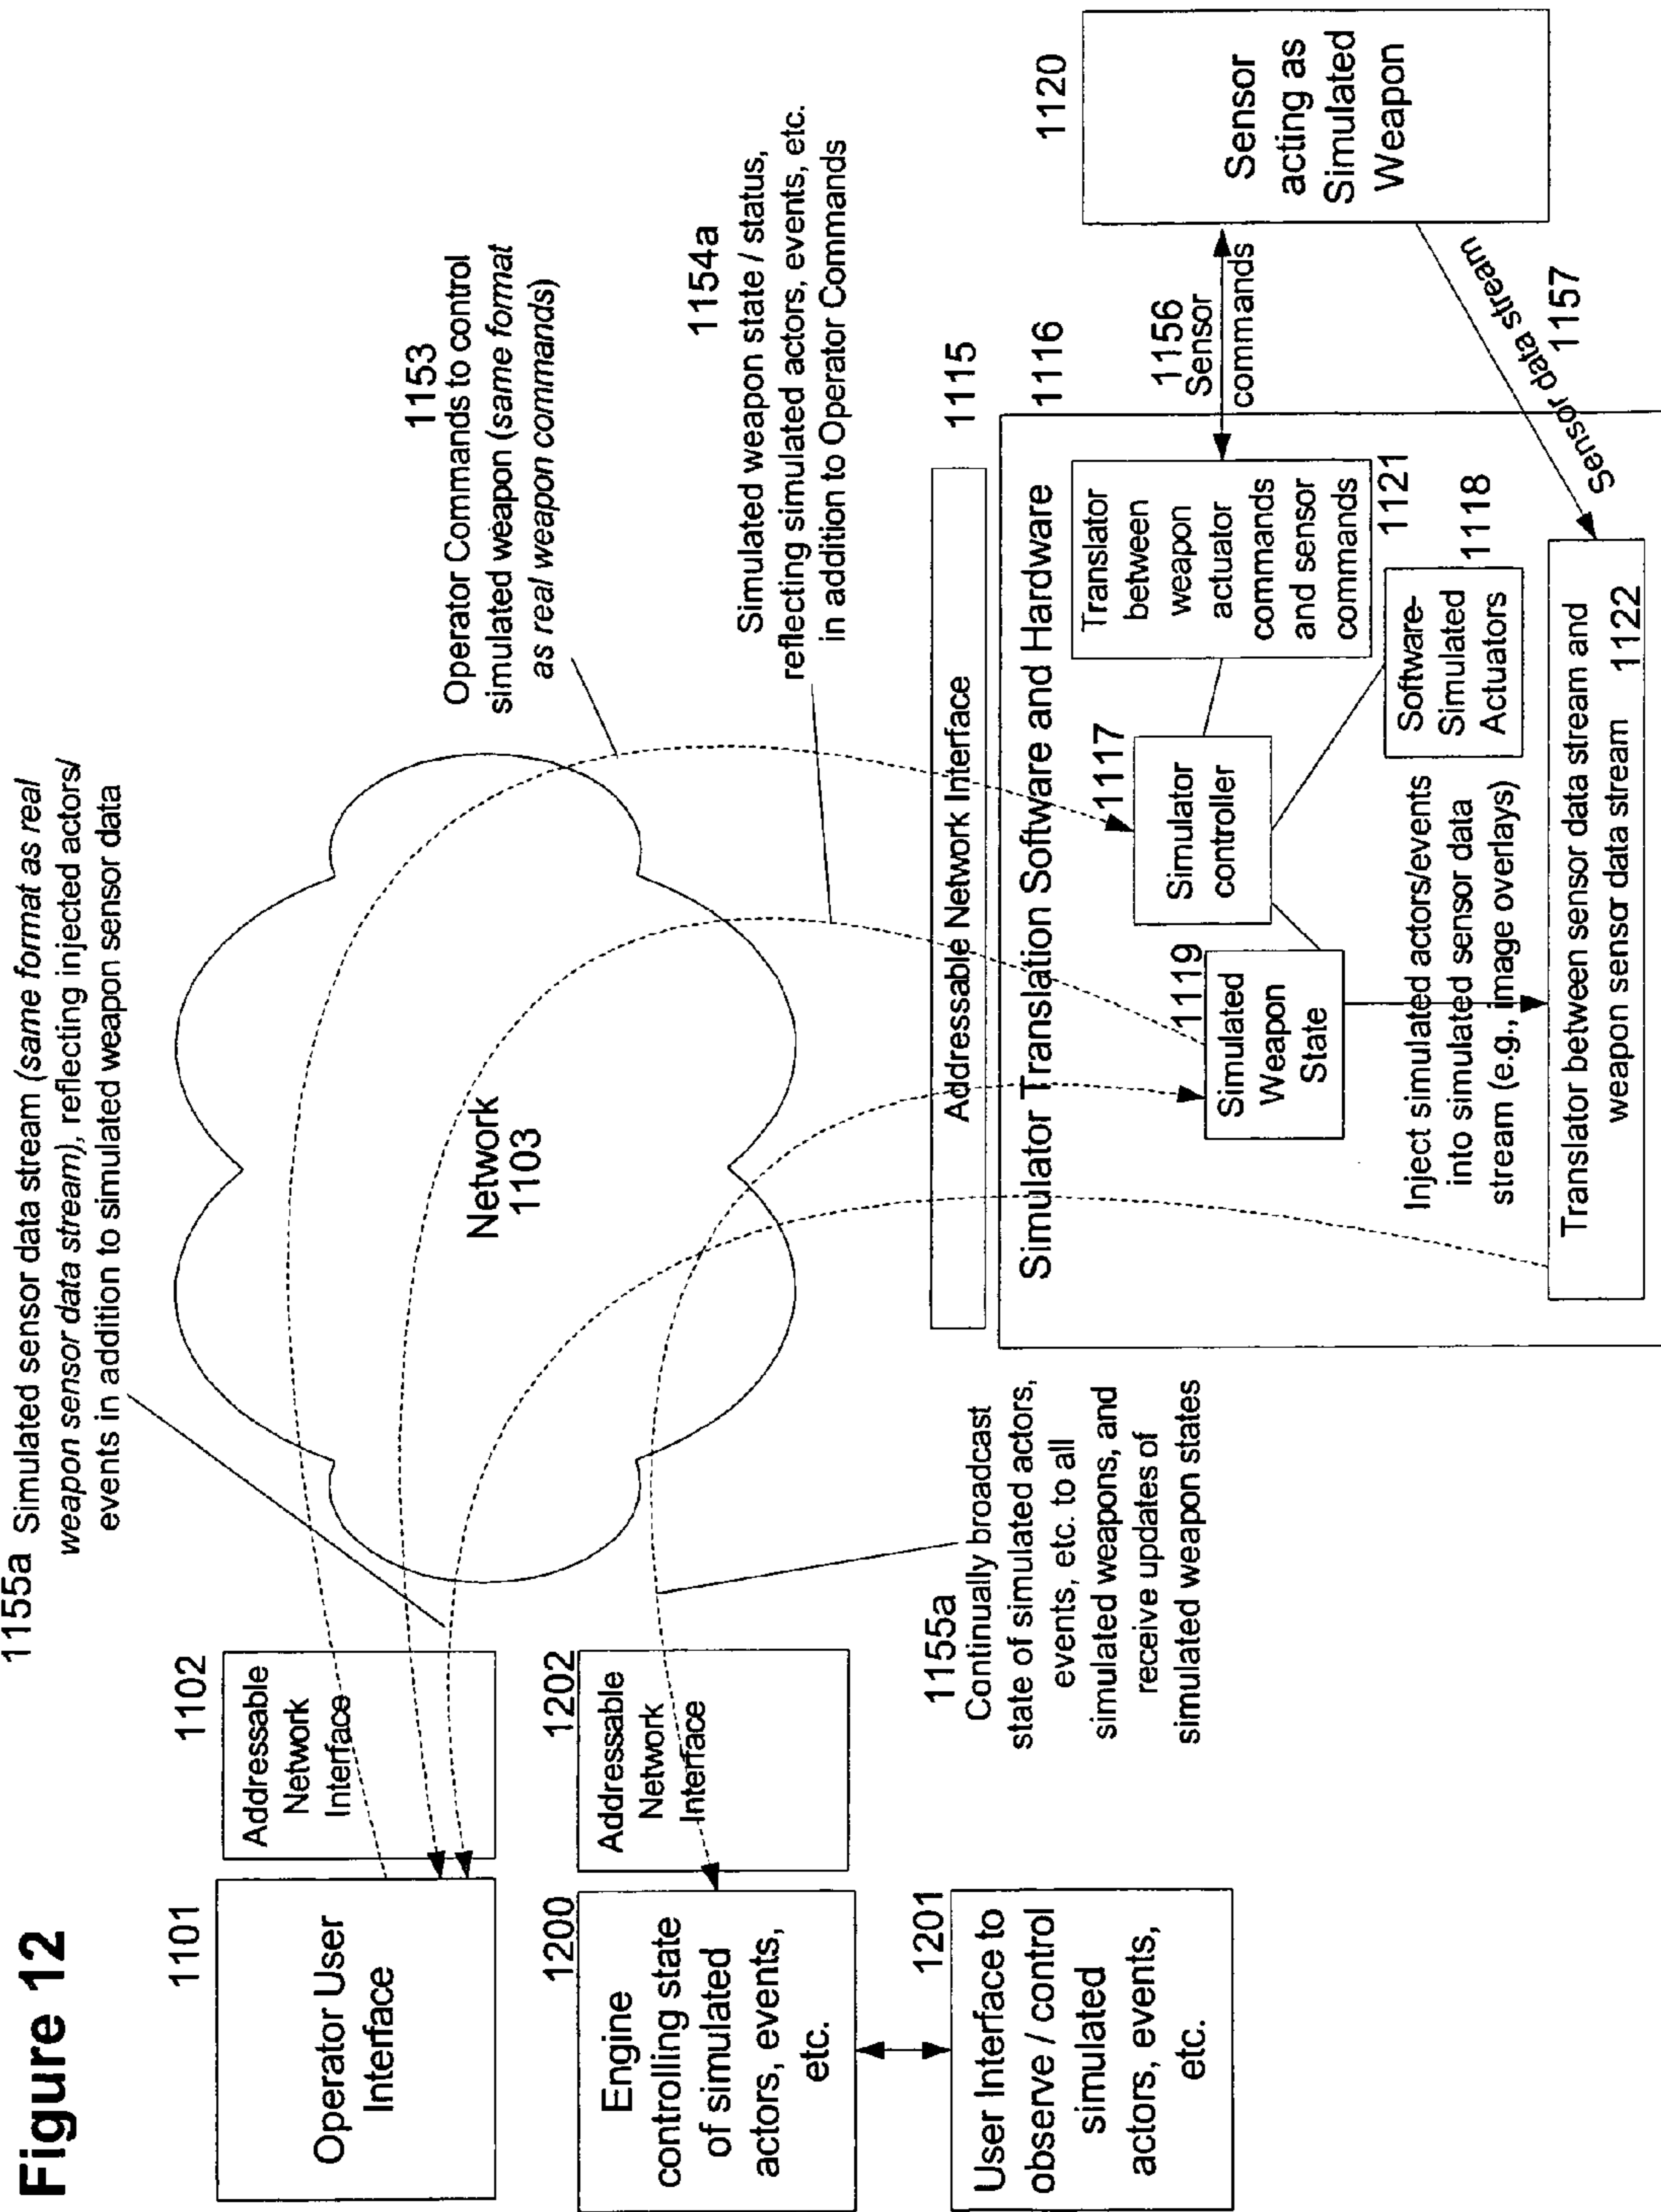 Figure 12
1155a Simulated sensor data stream (same format as real
weapon sensor data stream), reflecting injected actors/
events in addition to simulated weapon sensor data
1101
Operator User
Interface
1102
Addressable
Network
Interface
Network
1103
1153
Operator Commands to control
simulated weapon (same format
as real weapon commands)
1154a
Simulated weapon state / status,
reflecting simulated actors, events, etc.
in addition to Operator Commands
1200
Engine
controlling state
of simulated
actors, events,
etc.
1202
Addressable
Network
Interface
1201
User Interface to
observe / control
simulated
actors, events,
etc.
1155a
Continually broadcast
state of simulated actors,
events, etc. to all
simulated weapons, and
receive updates of
simulated weapon states
Addressable Network Interface
1115
Simulator Translation Software and Hardware
1116
1117
Simulator
controller
1119
Simulated
Weapon
State
Translator
between
weapon
actuator
commands
and sensor
commands
1121
1118
Software-
Simulated
Actuators
Inject simulated actors/events
into simulated sensor data
stream (e.g., image overlays)
Translator between sensor data stream and
weapon sensor data stream 1122
1156
Sensor
commands
1120
Sensor
acting as
Simulated
Weapon
Sensor data stream
1157